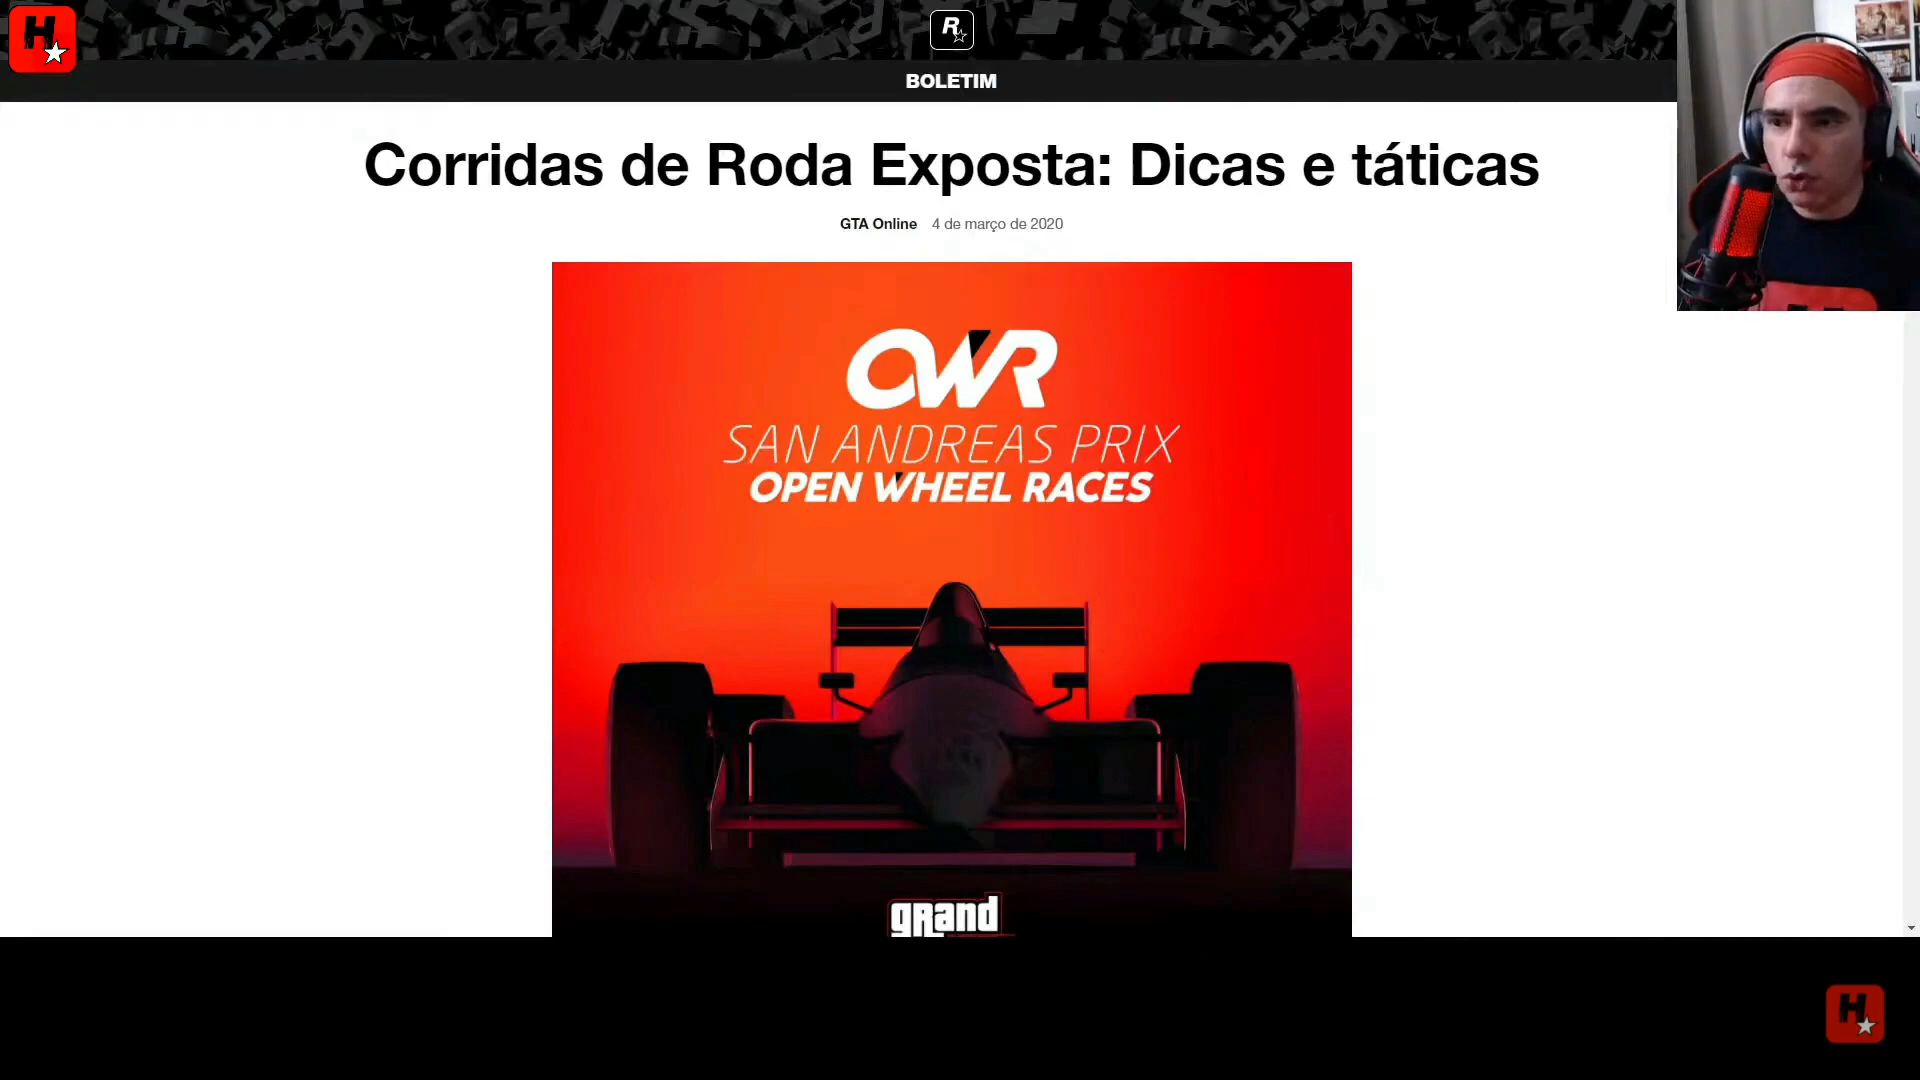 H
R
BOLETIM
Corridas de Roda Exposta: Dicas e táticas
GTA Online 4 de março de 2020
OWR
SAN ANDREAS PRIX
OPEN WHEEL RACES
grand
H